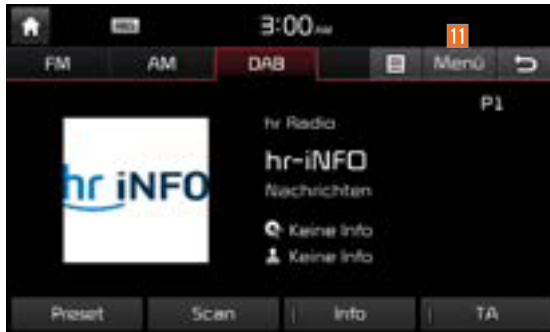 3:00 AM
11
FM AM DAB Menü
P1
hr Radio
hr-iNFO
hr iNFO
Nachrichten
Keine Info
Keine Info
Preset Scan Info TA